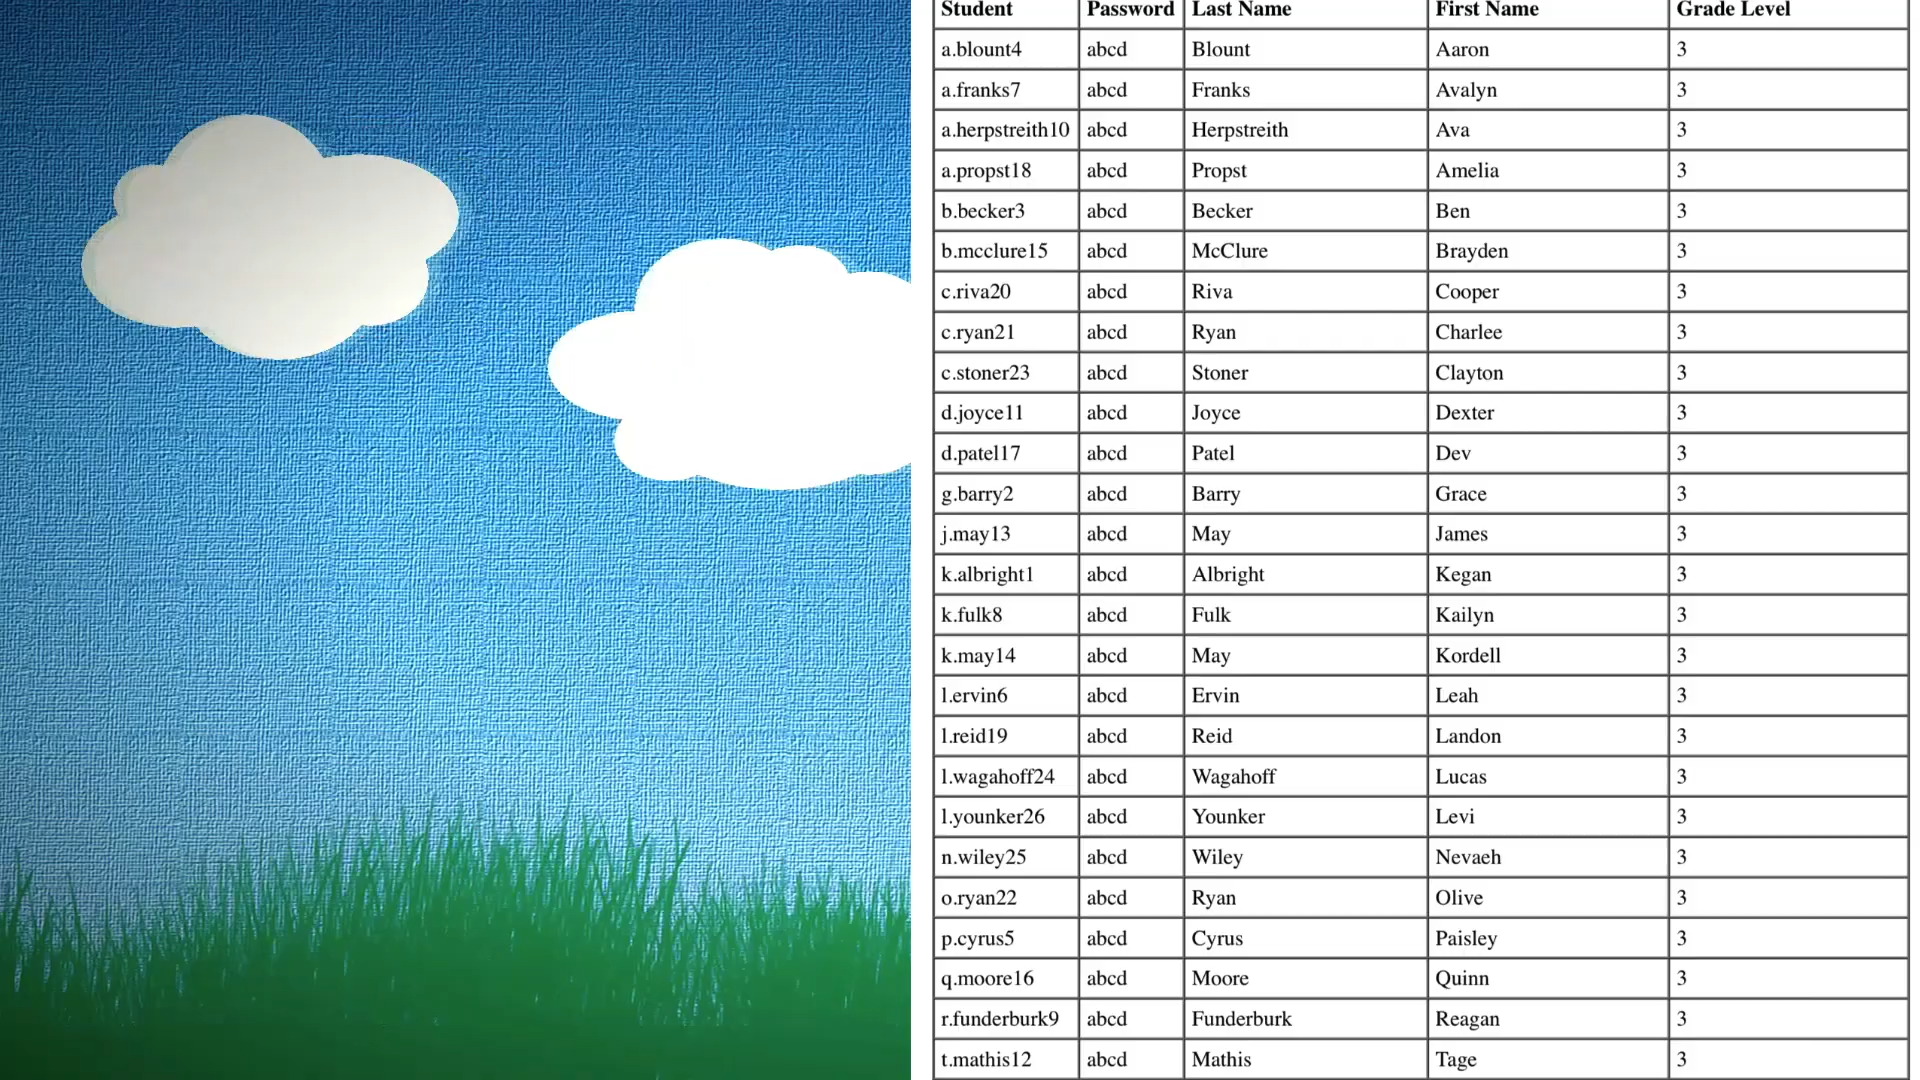 Student Password Last Name First Name Grade Level
a.blount4 abcd Blount Aaron 3
a.franks7 abcd Franks Avalyn 3
a.herpstreith10 abcd Herpstreith Ava 3
a.propst18 abcd Propst Amelia 3
b.becker3 abcd Becker Ben 3
b.mcclure15 abcd McClure Brayden 3
c.riva20 abcd Riva Cooper 3
c.ryan21 abcd Ryan Charlee 3
c.stoner23 abcd Stoner Clayton 3
d.joyce11 abcd Joyce Dexter 3
d.patel17 abcd Patel Dev 3
g.barry2 abcd Barry Grace 3
j.may13 abcd May James 3
k.albright1 abcd Albright Kegan 3
k.fulk8 abcd Fulk Kailyn 3
k.may14 abcd May Kordell 3
l.ervin6 abcd Ervin Leah 3
l.reid19 abcd Reid Landon 3
l.wagahoff24 abcd Wagahoff Lucas 3
l.younker26 abcd Younker Levi 3
n.wiley25 abcd Wiley Nevaeh 3
o.ryan22 abcd Ryan Olive 3
p.cyrus5 abcd Cyrus Paisley 3
q.moore16 abcd Moore Quinn 3
r.funderburk9 abcd Funderburk Reagan 3
t.mathis12 abcd Mathis Tage 3